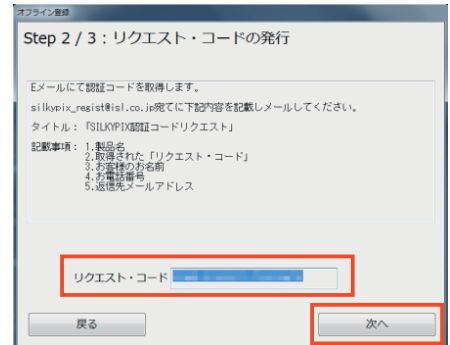 オフライン登録
Step 2 / 3：リクエスト・コードの発行
Eメールにて認証コードを取得します。
silkypix_regist@isl.co.jp宛てに下記内容を記載しメールしてください。
タイトル：「SILKYPIX認証コードリクエスト」
記載事項： 1.製品名
2.取得された「リクエスト・コード」
3.お客様のお名前
4.お電話番号
5.返信先メールアドレス
リクエスト・コード
戻る
次へ